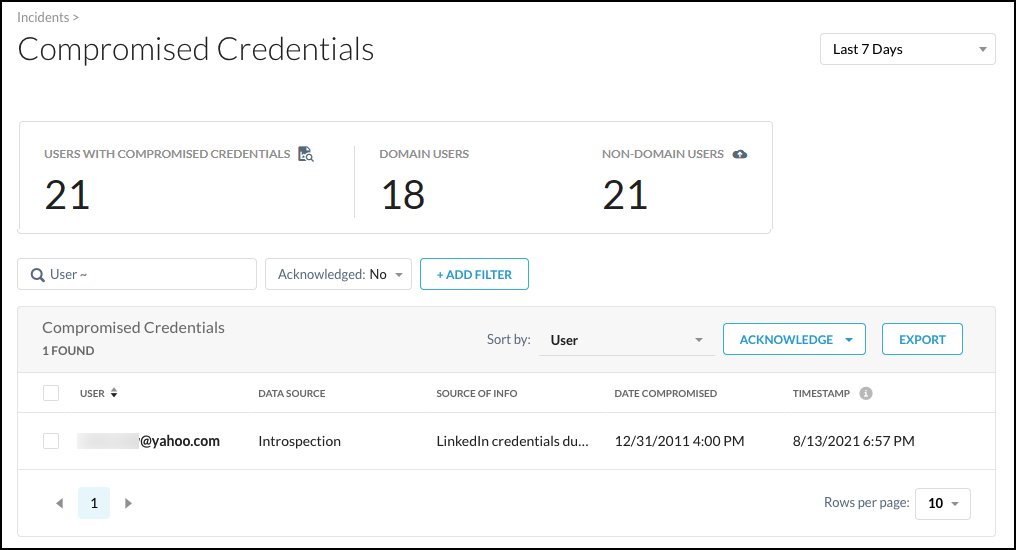 Incidents >
Compromised Credentials
Last 7 Days
USERS WITH COMPROMISED CREDENTIALS
21
DOMAIN USERS
18
NON-DOMAIN USERS
21
User ~
Acknowledged: No
+ ADD FILTER
Compromised Credentials
1 FOUND
Sort by: User
ACKNOWLEDGE
EXPORT
USER DATA SOURCE SOURCE OF INFO DATE COMPROMISED TIMESTAMP
@yahoo.com Introspection LinkedIn credentials du... 12/31/2011 4:00 PM 8/13/2021 6:57 PM
1
Rows per page: 10